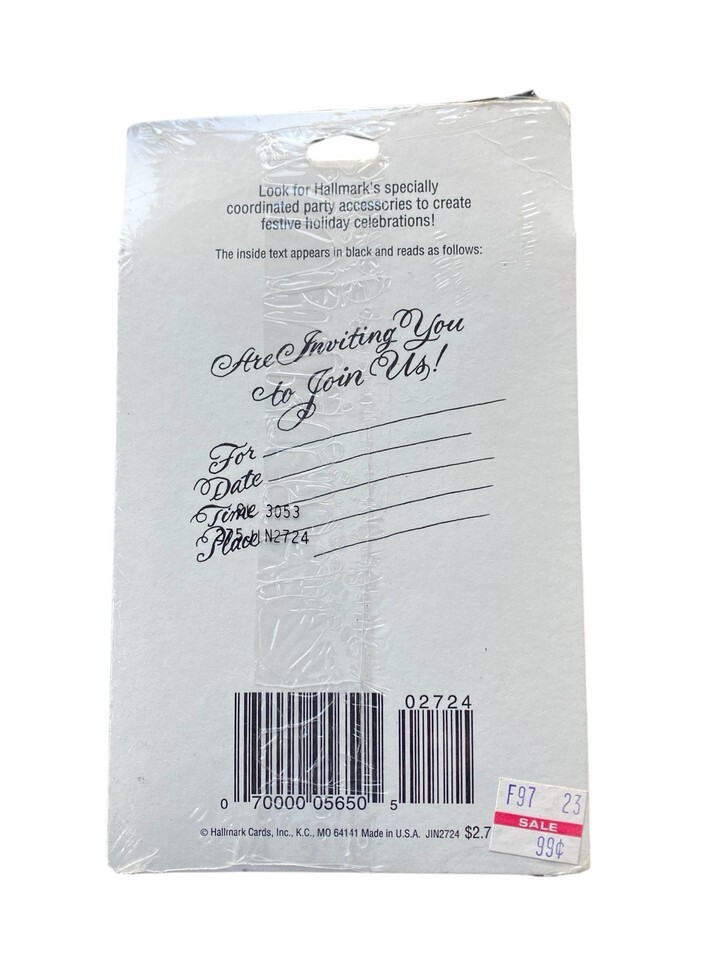 Look for Hallmark's specially
coordinated party accessories to create
festive holiday celebrations!
The inside text appears in black and reads as follows:
Are Inviting You
to Join Us!
For
Date
Time 3053
Place N2724
02724
0 70000 05650 5
© Hallmark Cards, Inc., K.C., MO 64141 Made in U.S.A. JIN2724 $2.7
F97 23
SALE
99¢